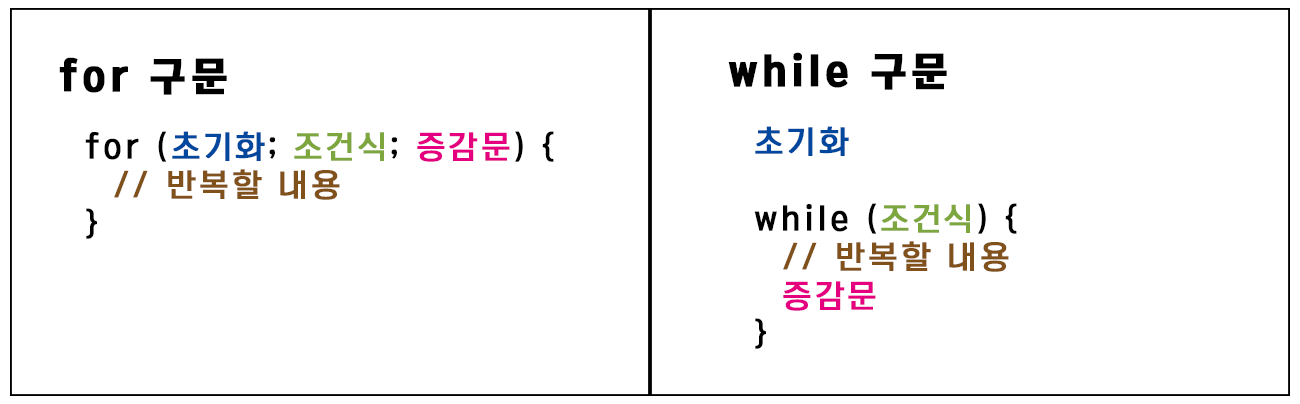 for 구문
for (초기화; 조건식; 증감문) {
// 반복할 내용
}
while 구문
초기화
while (조건식) {
// 반복할 내용
증감문
}